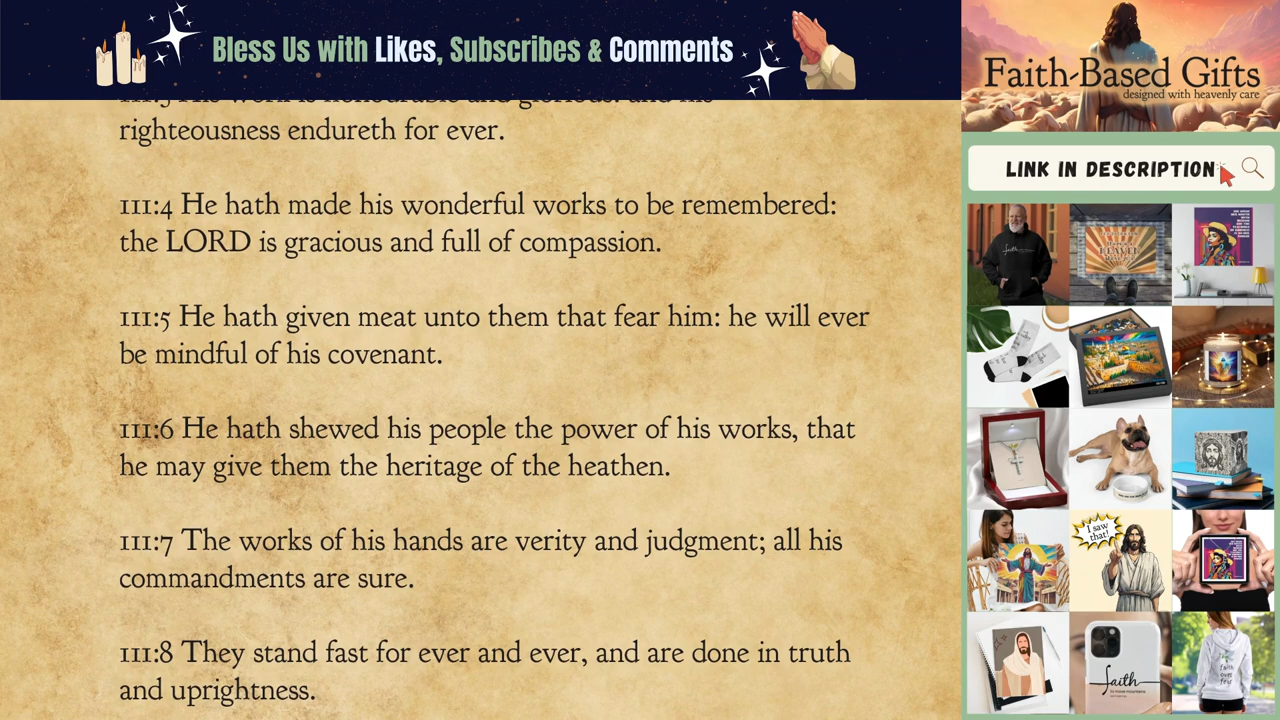 Bless Us with Likes, Subscribes & Comments
righteousness endureth for ever.
111:4 He hath made his wonderful works to be remembered:
the LORD is gracious and full of compassion.
111:5 He hath given meat unto them that fear him: he will ever
be mindful of his covenant.
111:6 He hath shewed his people the power of his works, that
he may give them the heritage of the heathen.
111:7 The works of his hands are verity and judgment; all his
commandments are sure.
111:8 They stand fast for ever and ever, and are done in truth
and uprightness.
Faith-Based Gifts
designed with heavenly care
LINK IN DESCRIPTION
faith
I saw
that!
faith
faith
over
fear